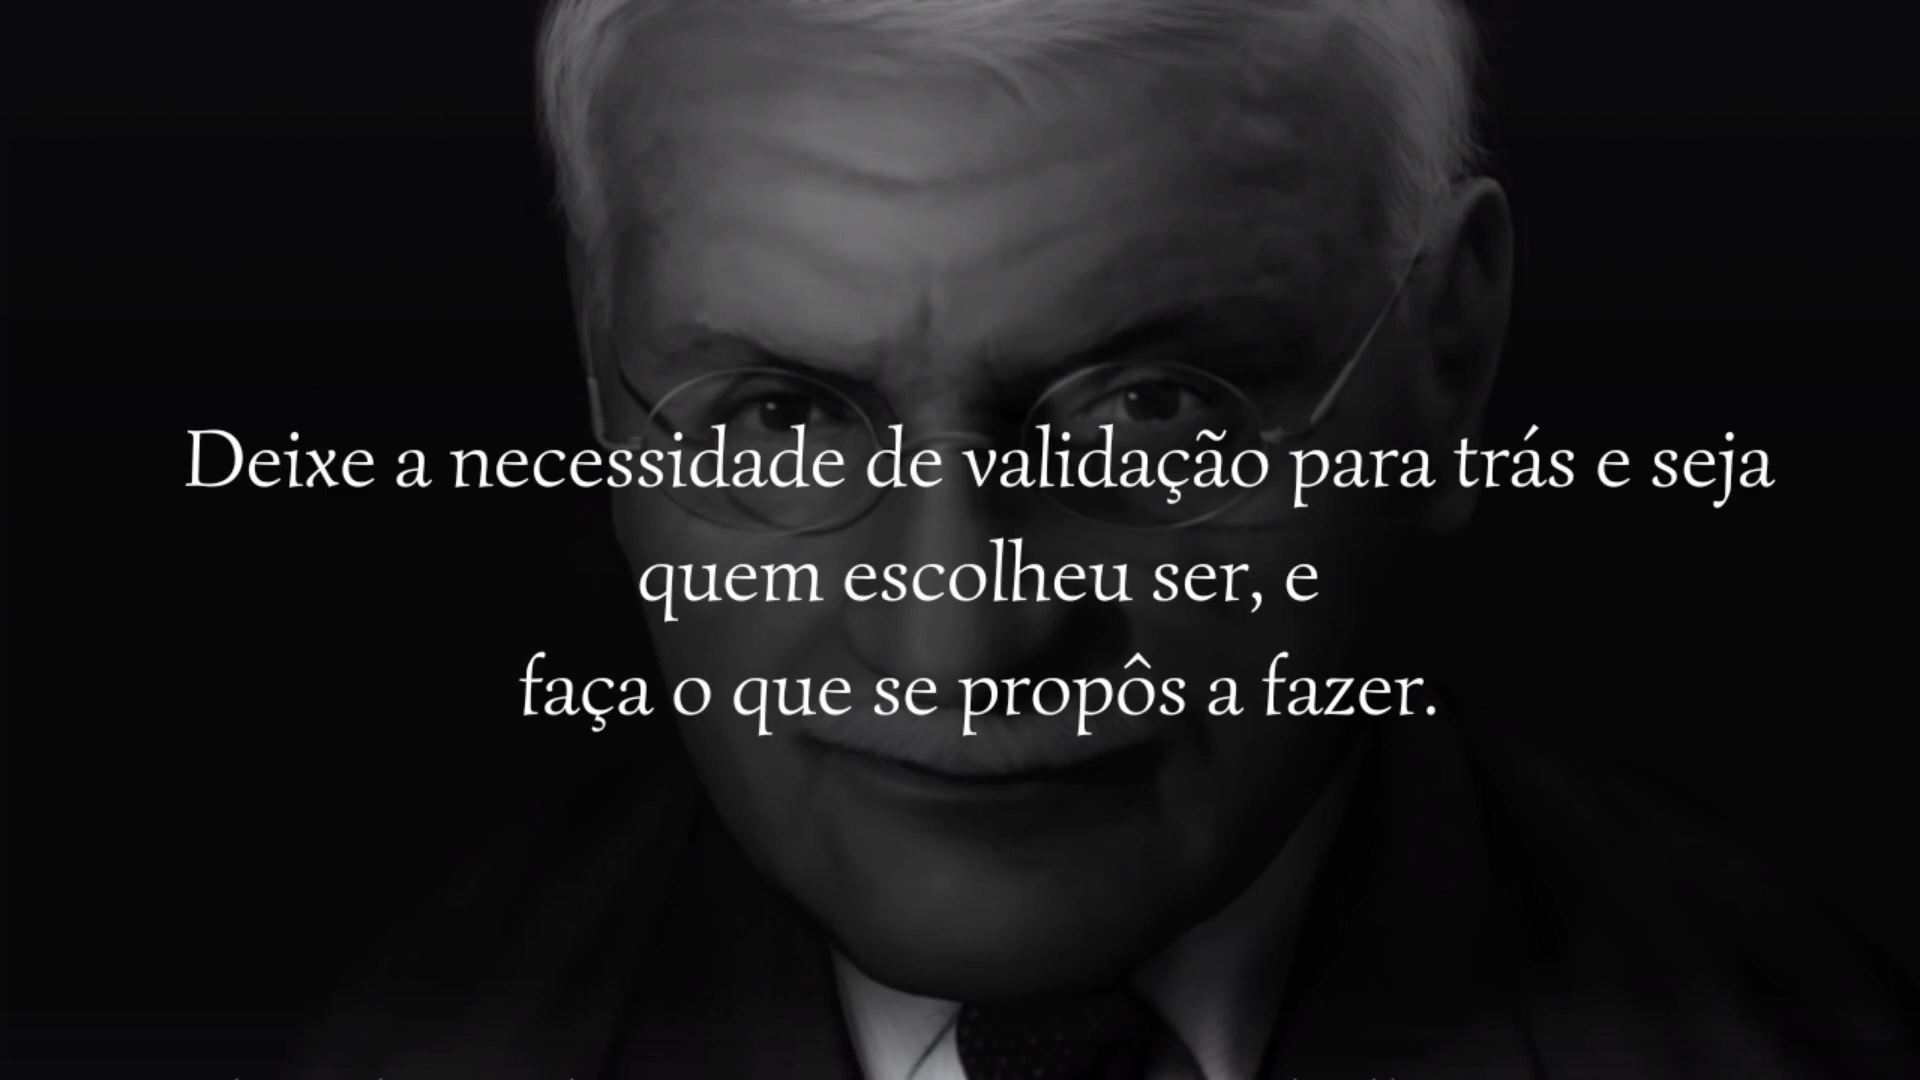 Deixe a necessidade de validação para trás e seja
quem escolheu ser, e
faça o que se propôs a fazer.